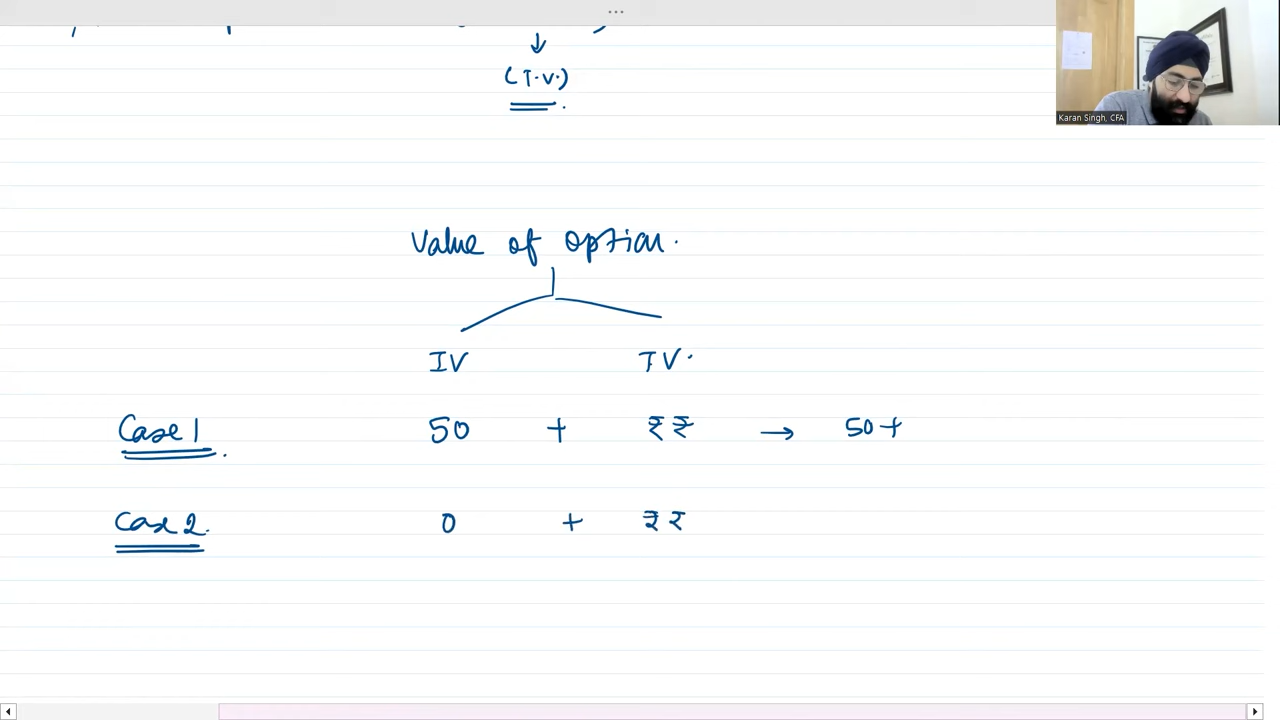 (T.V.)
Karan Singh, CFA
Value of option.
IV TV.
Case 1 50 + ₹₹ → 50+
Case 2. 0 + ₹₹